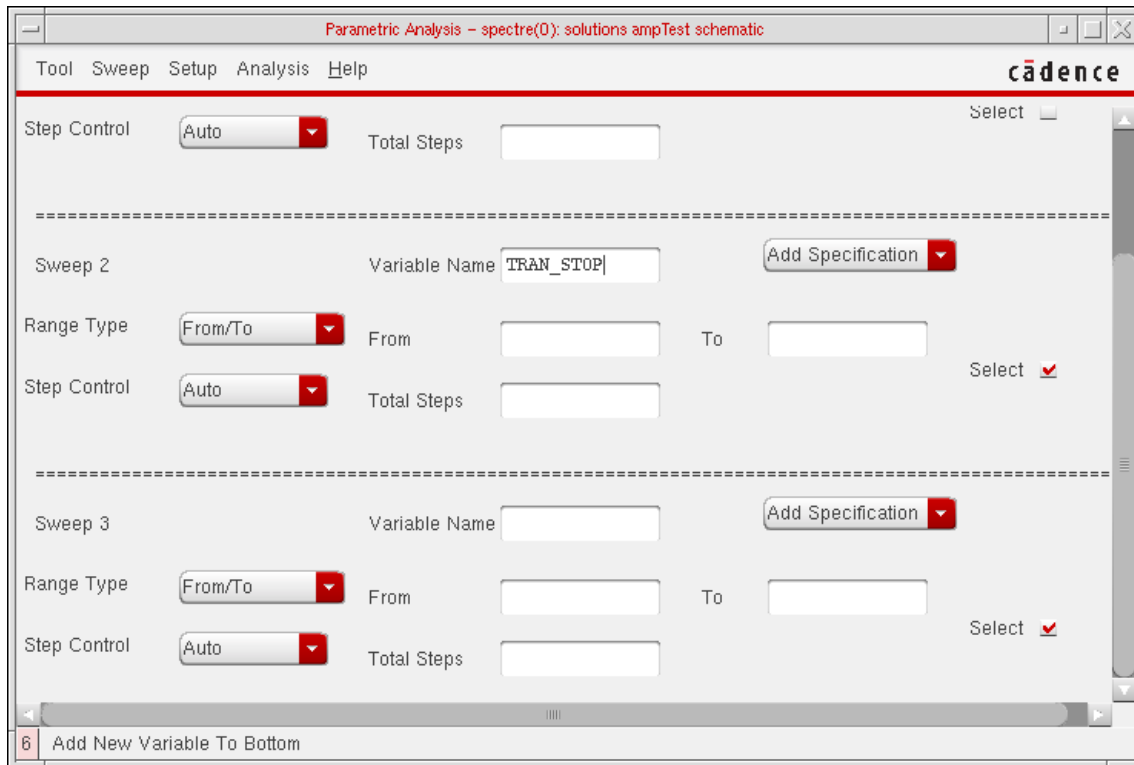 Parametric Analysis – spectre(0): solutions ampTest schematic
Tool Sweep Setup Analysis Help cādence
Select
Step Control Auto Total Steps
==========================================================================================
Sweep 2 Variable Name TRAN_STOP Add Specification
Range Type From/To From To
Select
Step Control Auto Total Steps
==========================================================================================
Sweep 3 Variable Name Add Specification
Range Type From/To From To
Select
Step Control Auto Total Steps
6 Add New Variable To Bottom